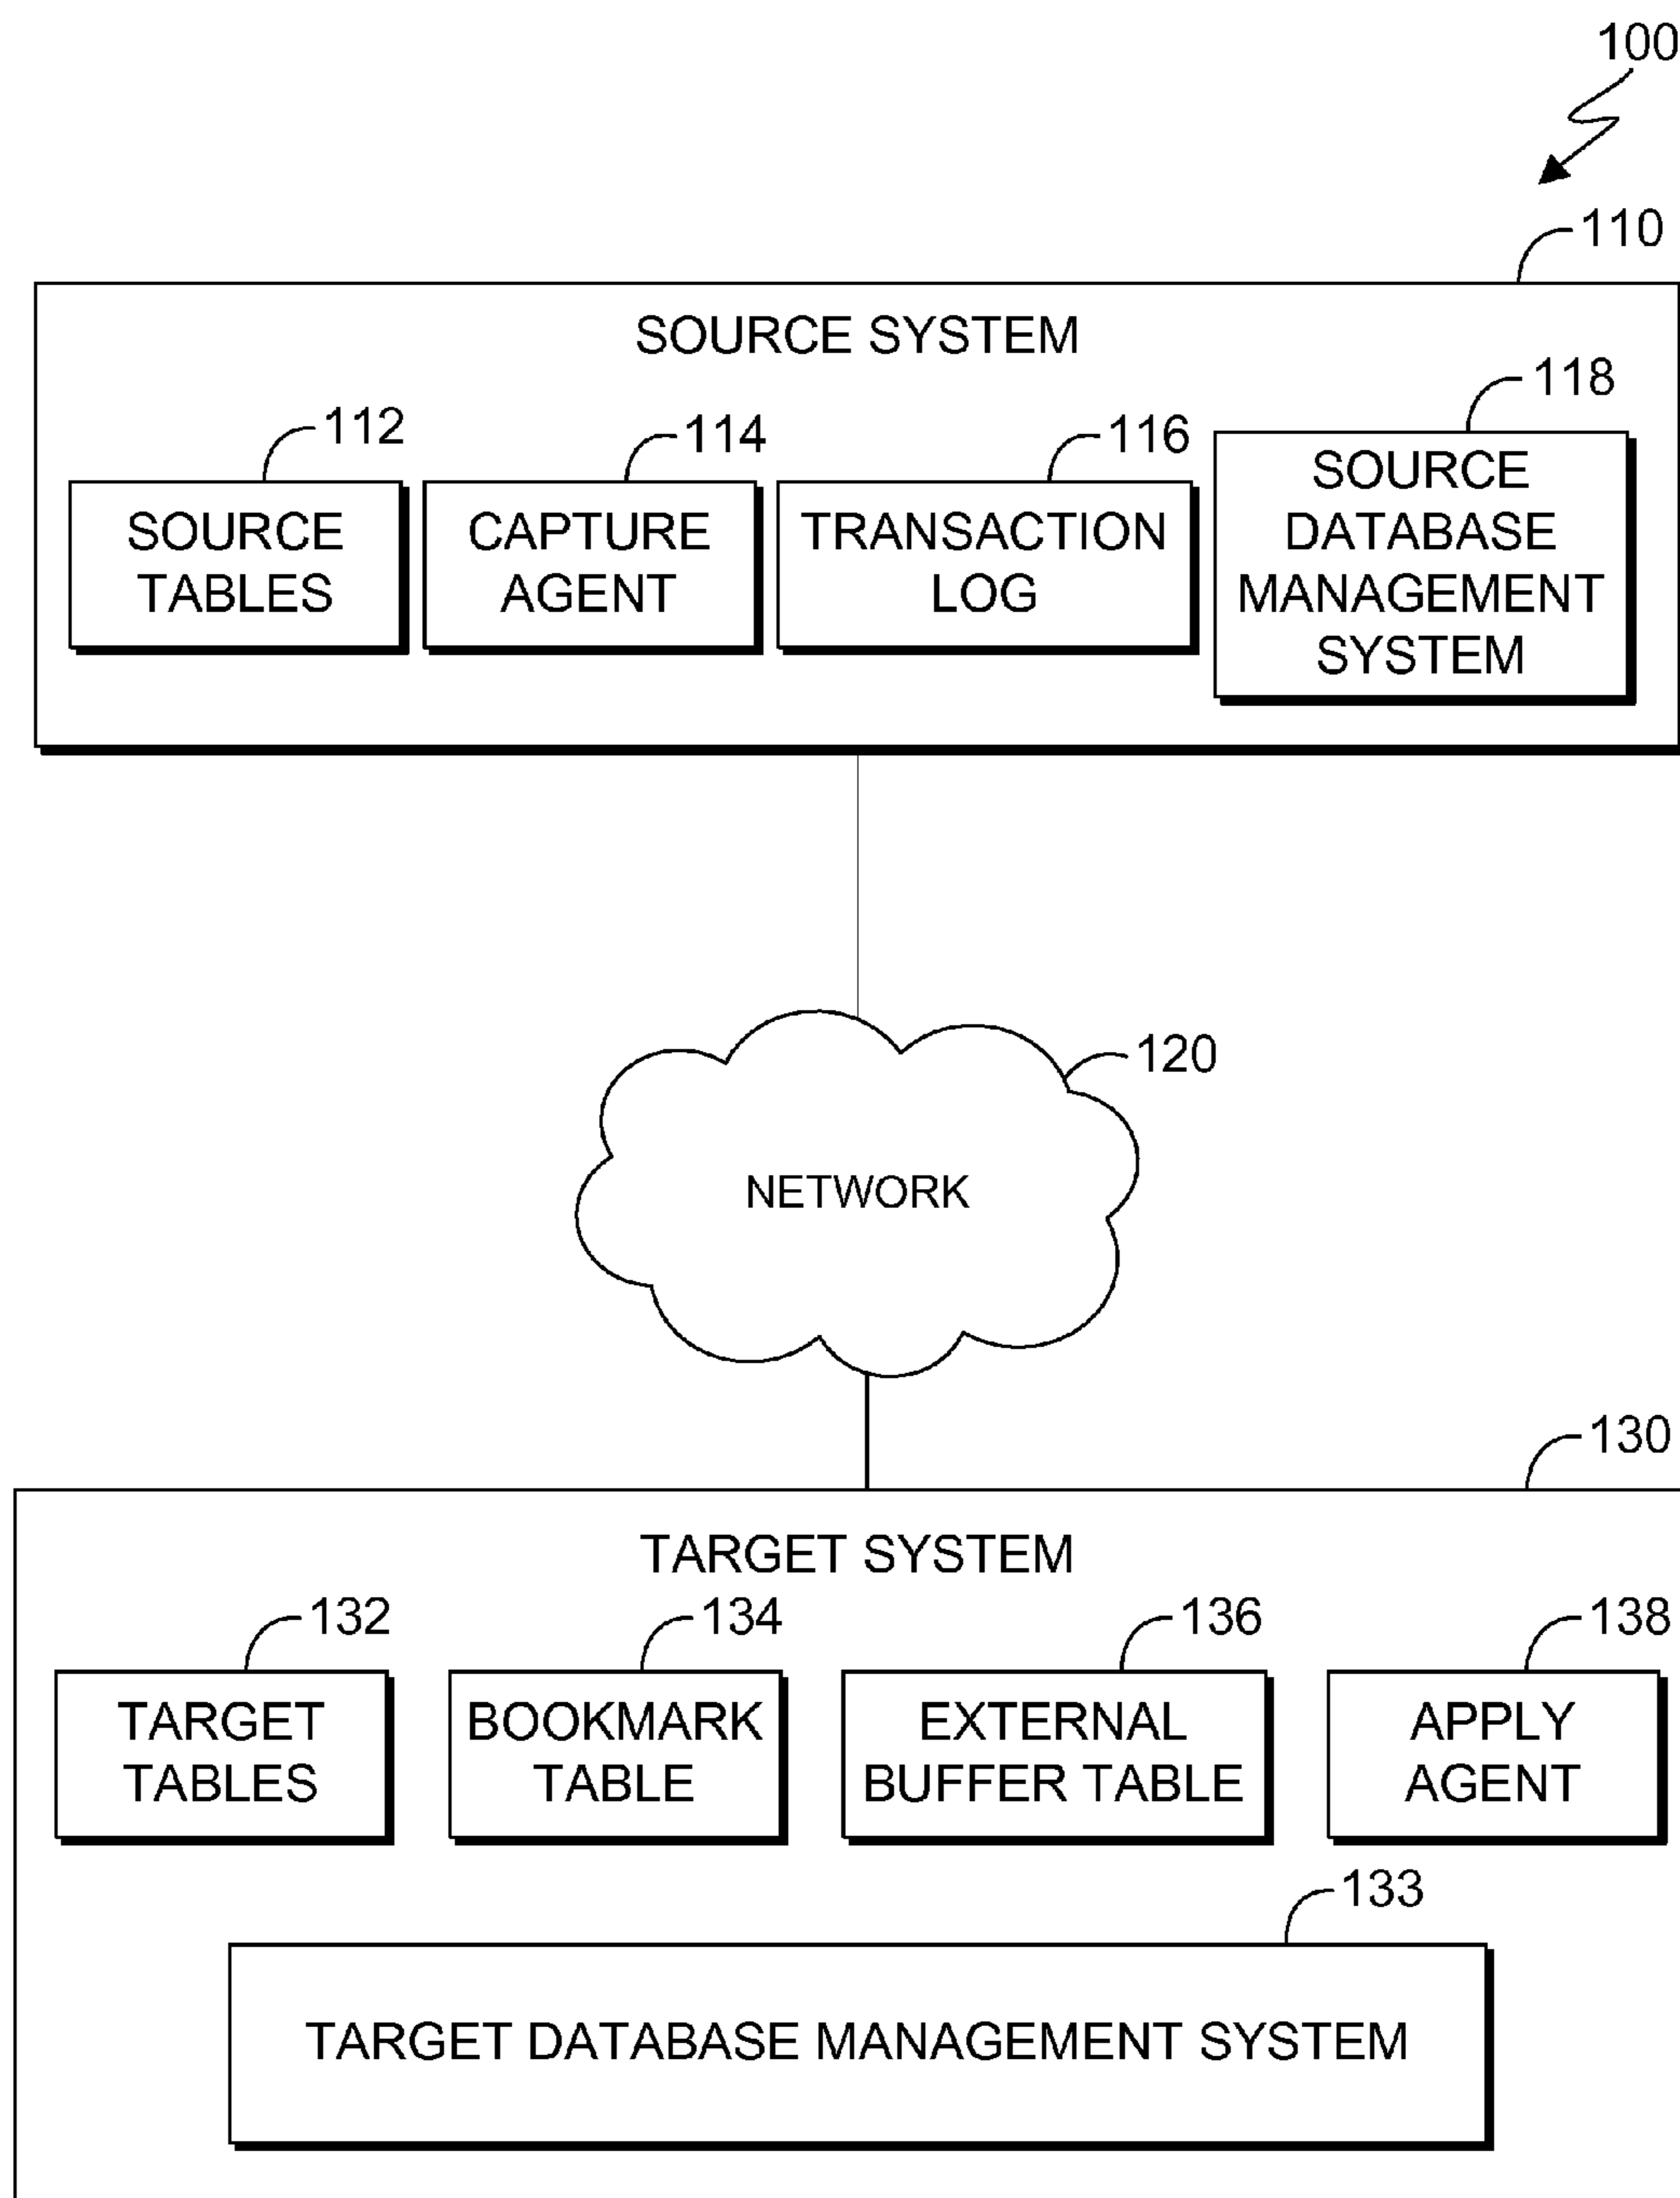 100
110
SOURCE SYSTEM
118
112
114
116
SOURCE
TABLES
CAPTURE
AGENT
TRANSACTION
LOG
SOURCE
DATABASE
MANAGEMENT
SYSTEM
120
NETWORK
130
TARGET SYSTEM
132
134
136
138
TARGET
TABLES
BOOKMARK
TABLE
EXTERNAL
BUFFER TABLE
APPLY
AGENT
133
TARGET DATABASE MANAGEMENT SYSTEM